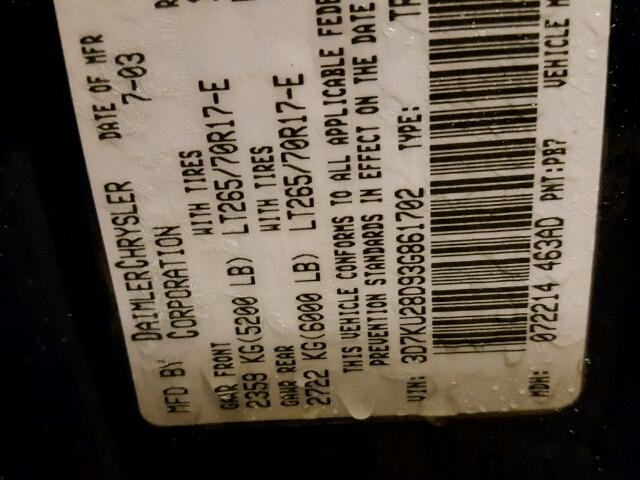 MFD BY DAIMLERCHRYSLER CORPORATION DATE OF MFR 7-03
GAWR FRONT WITH TIRES
2359 KG(5200 LB) LT265/70R17-E
GAWR REAR WITH TIRES
2722 KG(6000 LB) LT265/70R17-E
THIS VEHICLE CONFORMS TO ALL APPLICABLE FEDE
PREVENTION STANDARDS IN EFFECT ON THE DATE
VIN: 3D7KU28D93G861702 TYPE: TR
MDH: 072214 463AD PNT:PB7 VEHICLE M